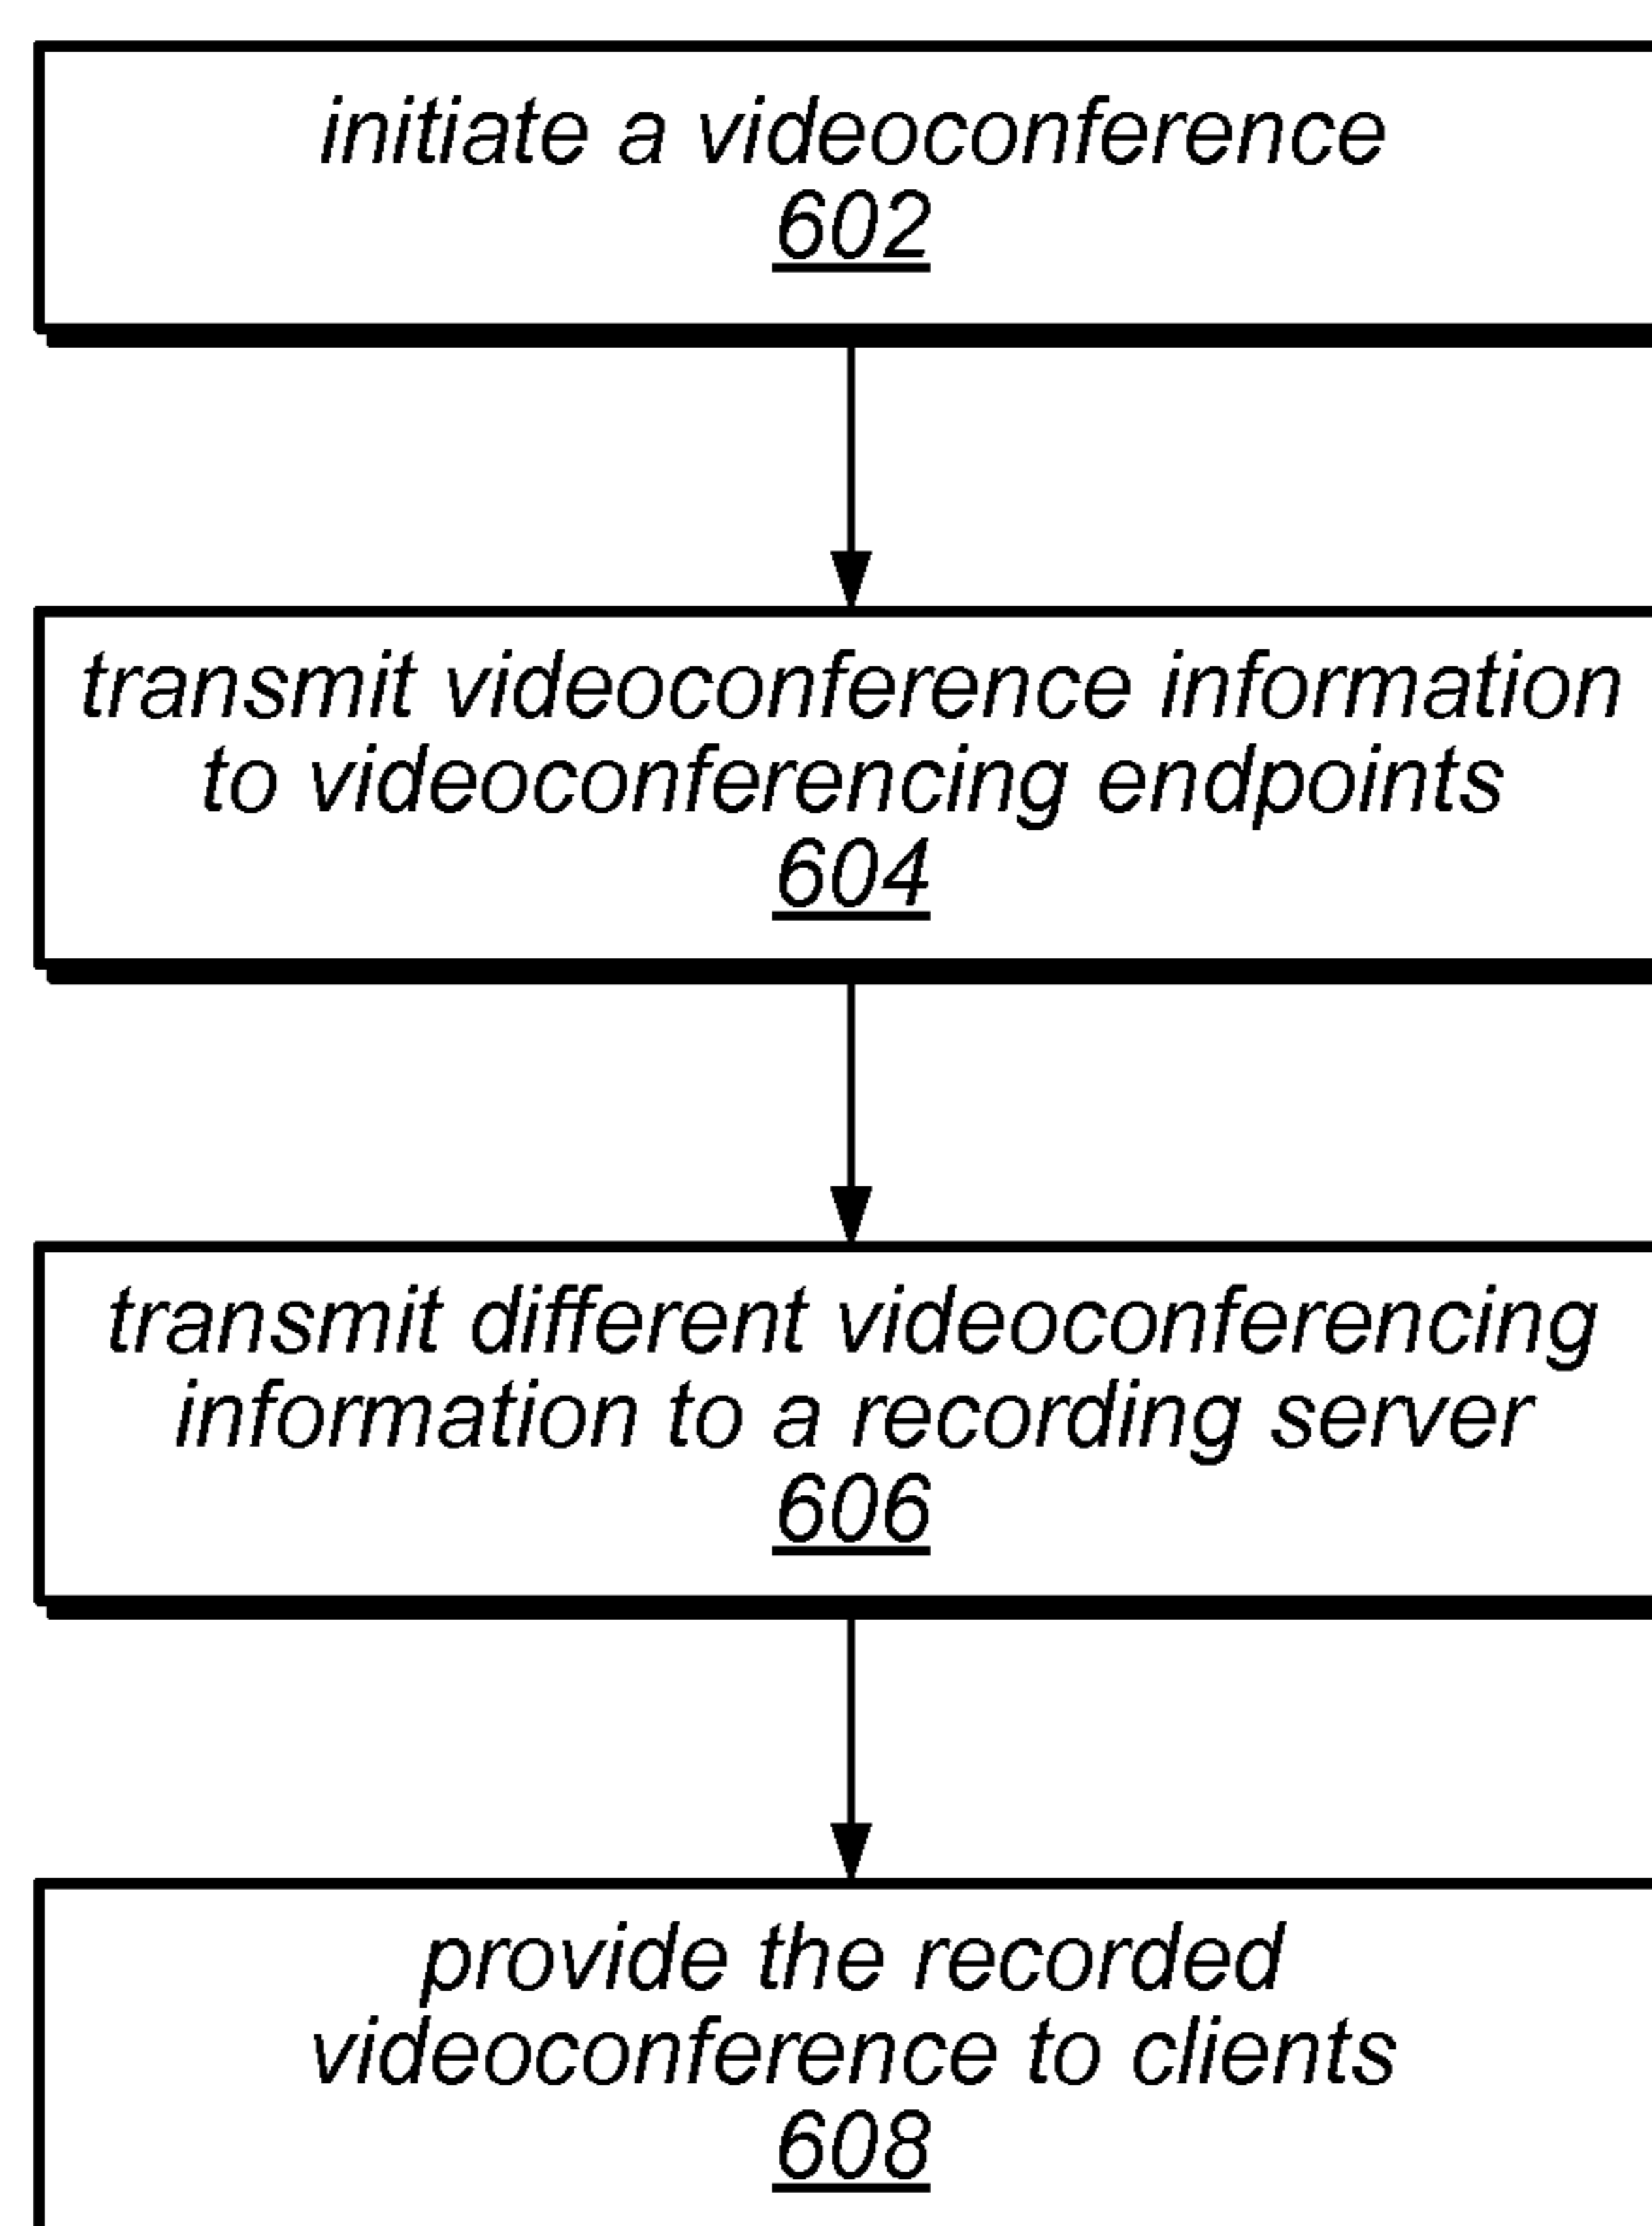 initiate a videoconference
602
transmit videoconference information
to videoconferencing endpoints
604
transmit different videoconferencing
information to a recording server
606
provide the recorded
videoconference to clients
608